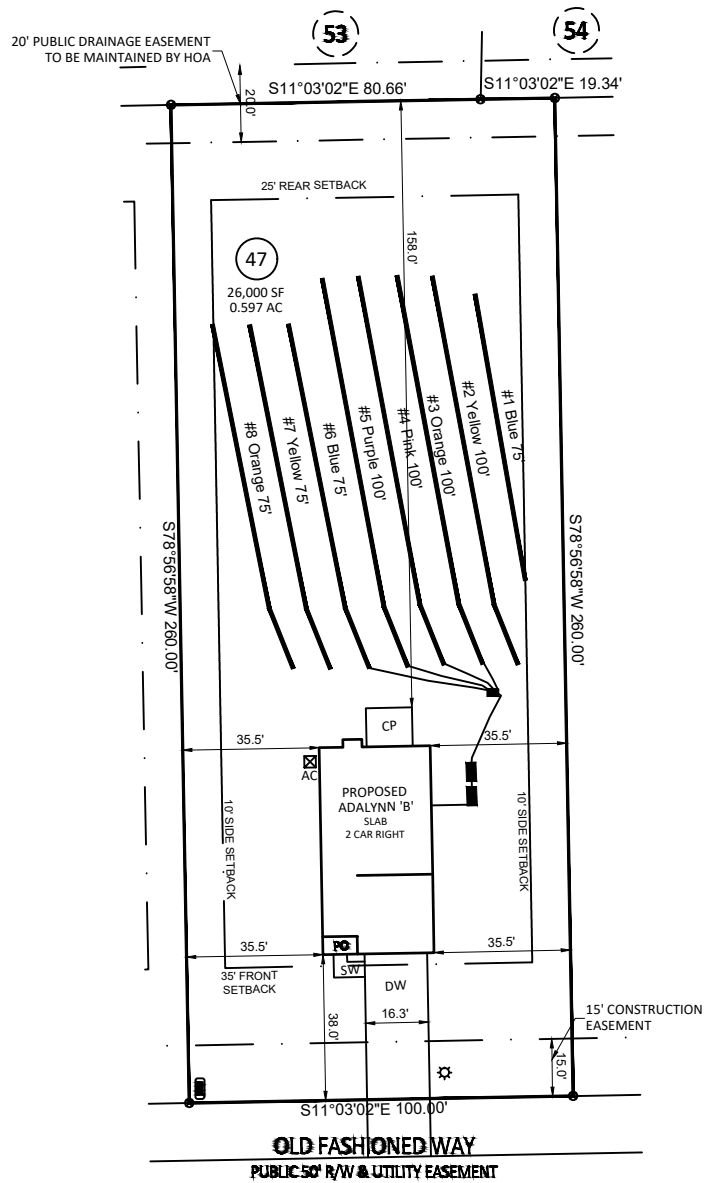 53
54
20' PUBLIC DRAINAGE EASEMENT
TO BE MAINTAINED BY HOA
S11°03'02"E 80.66'
S11°03'02"E 19.34'
20.0'
25' REAR SETBACK
158.0'
47
26,000 SF
0.597 AC
#8 Orange 75'
#7 Yellow 75'
#6 Blue 75'
#5 Purple 100'
#4 Pink 100'
#3 Orange 100'
#2 Yellow 100'
#1 Blue 75'
S78°56'58"W 260.00'
S78°56'58"W 260.00'
CP
35.5'
35.5'
AC
PROPOSED
ADALYNN 'B'
SLAB
2 CAR RIGHT
10' SIDE SETBACK
10' SIDE SETBACK
PO
35.5'
35.5'
SW
35' FRONT
SETBACK
DW
16.3'
38.0'
15' CONSTRUCTION
EASEMENT
15.0'
S11°03'02"E 100.00'
OLD FASHIONED WAY
PUBLIC 50' R/W & UTILITY EASEMENT